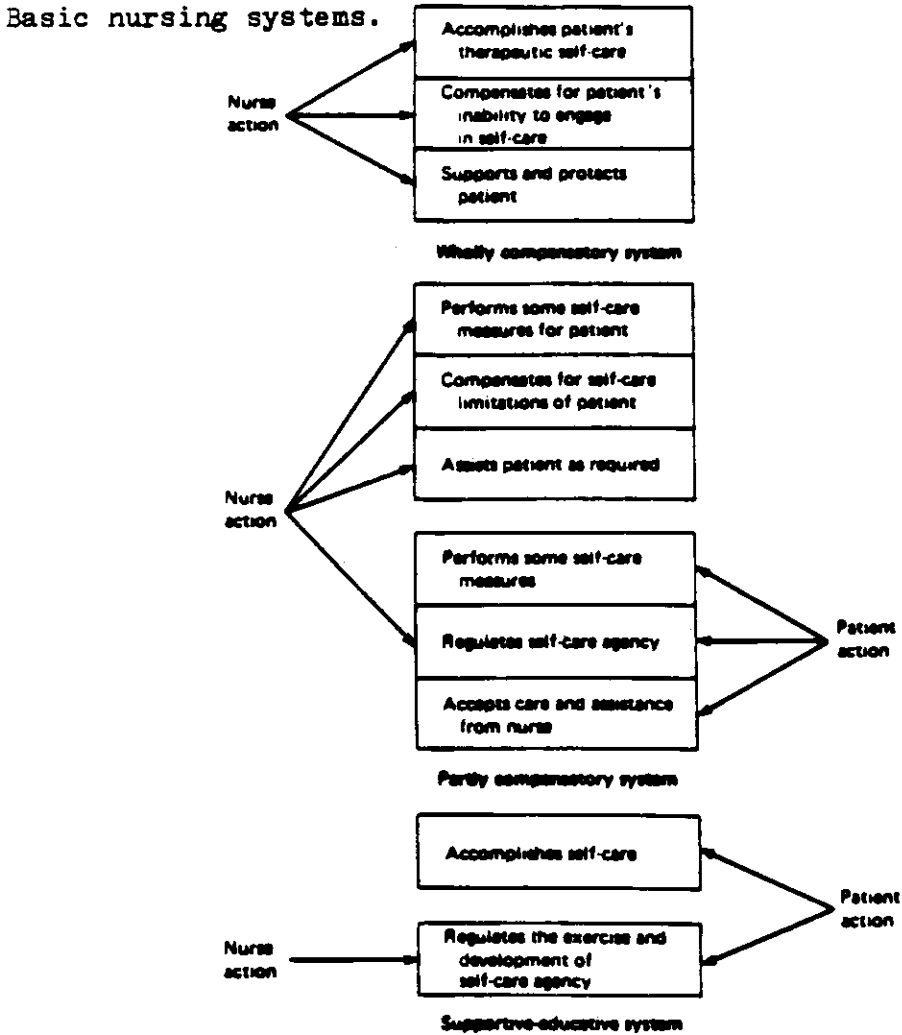 Basic nursing systems.
Accomplishes patient's
therapeutic self-care
Nurse
action
Compensates for patient's
inability to engage
in self-care
Supports and protects
patient
Wholly compensatory system
Performs some self-care
measures for patient
Compensates for self-care
limitations of patient
Assists patient as required
Nurse
action
Performs some self-care
measures
Regulates self-care agency
Patient
action
Accepts care and assistance
from nurse
Partly compensatory system
Accomplishes self-care
Patient
action
Nurse
action
Regulates the exercise and
development of
self-care agency
Supportive-educative system